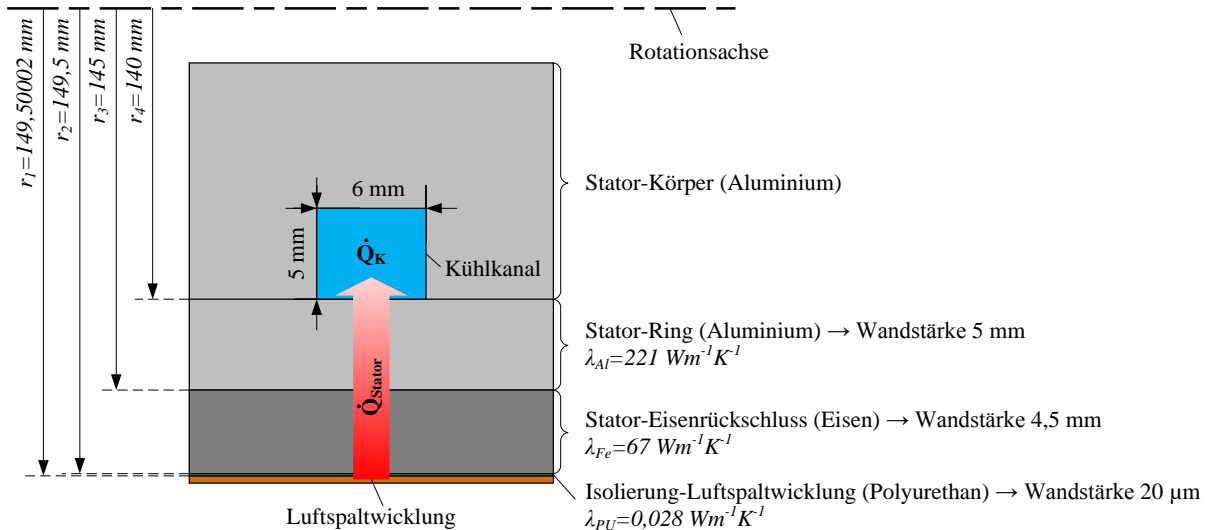 Rotationsachse
r1=149,50002 mm
r2=149,5 mm
r3=145 mm
r4=140 mm
Stator-Körper (Aluminium)
6 mm
5 mm
Q̇K
Kühlkanal
Stator-Ring (Aluminium) → Wandstärke 5 mm
λAl=221 Wm-1K-1
Q̇Stator
Stator-Eisenrückschluss (Eisen) → Wandstärke 4,5 mm
λFe=67 Wm-1K-1
Isolierung-Luftspaltwicklung (Polyurethan) → Wandstärke 20 µm
λPU=0,028 Wm-1K-1
Luftspaltwicklung